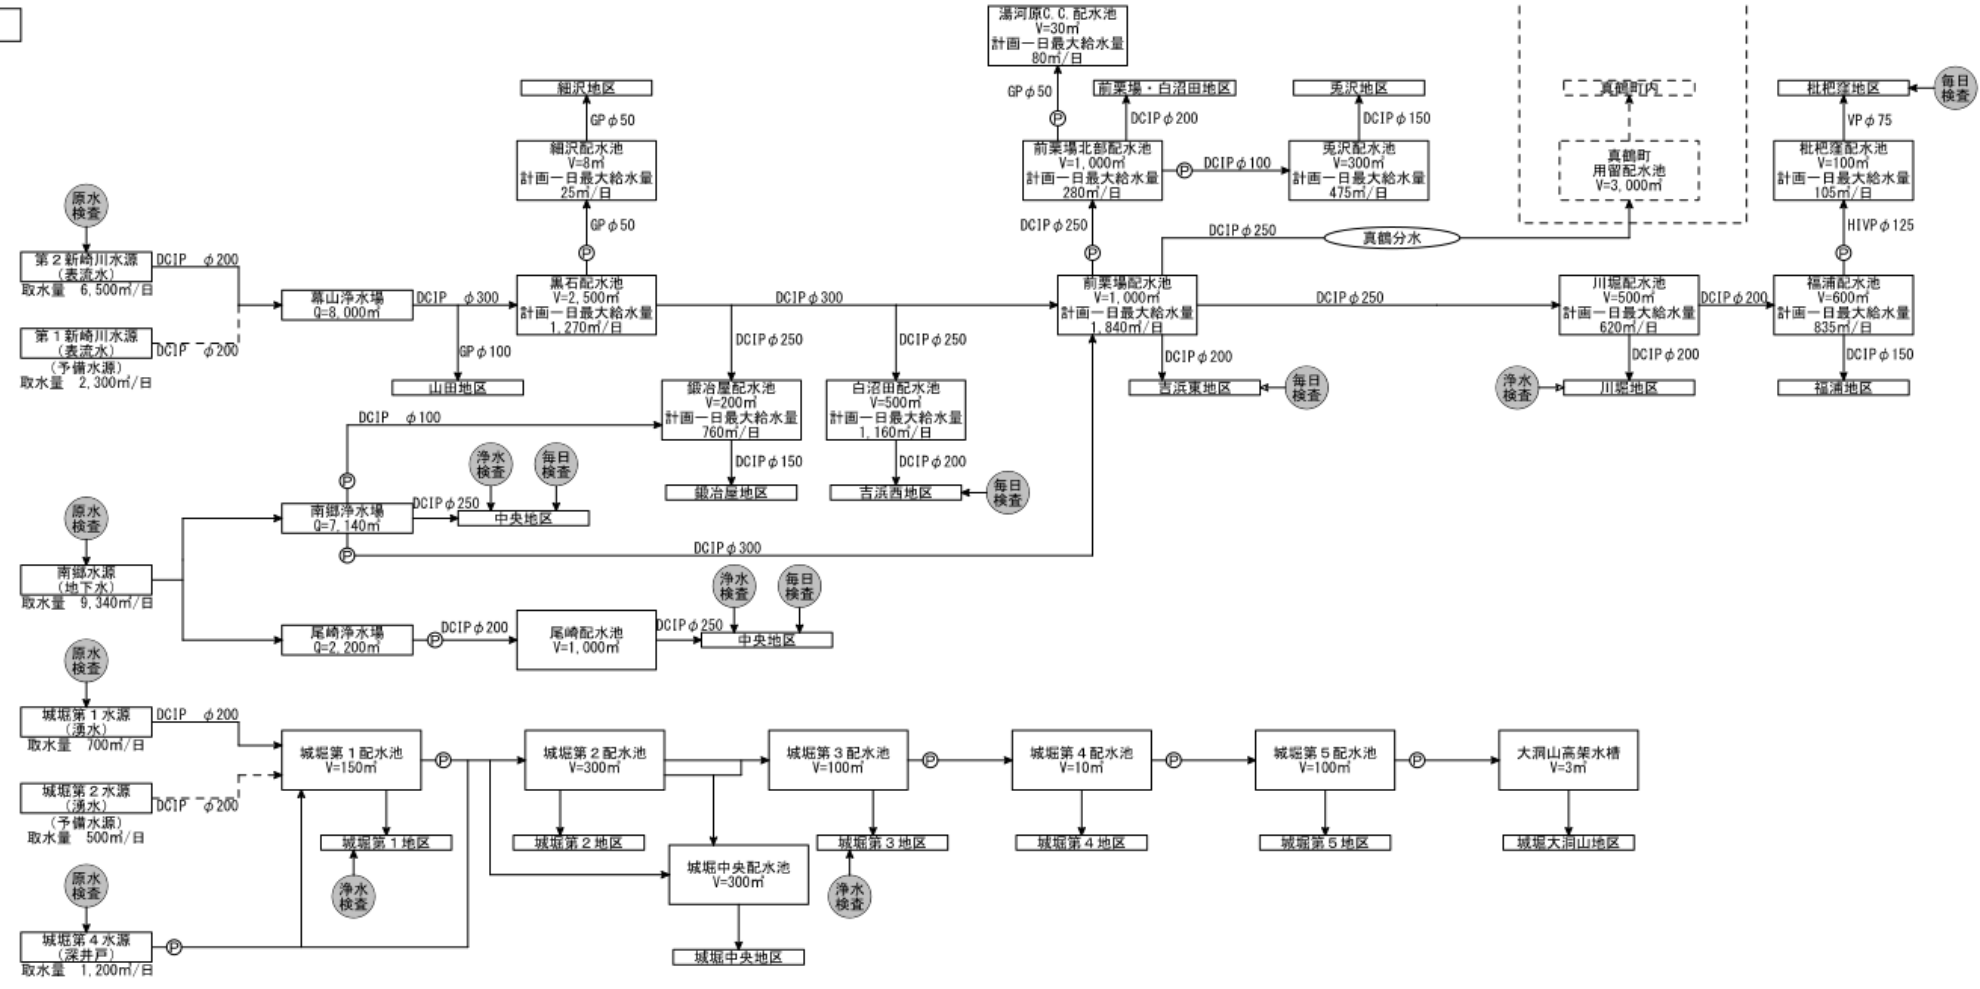 湯河原C.C.配水池
V=30㎥
計画一日最大給水量
80㎥/日
GPφ50
Ⓟ
細沢地区
GPφ50
細沢配水池
V=8㎥
計画一日最大給水量
25㎥/日
GPφ50
Ⓟ
前栗場・白沼田地区
DCIPφ200
前栗場北部配水池
V=1,000㎥
計画一日最大給水量
280㎥/日
Ⓟ
DCIPφ100
兎沢地区
DCIPφ150
兎沢配水池
V=300㎥
計画一日最大給水量
475㎥/日
真鶴町内
真鶴町
用留配水池
V=3,000㎥
枇杷窪地区
毎日
検査
VPφ75
枇杷窪配水池
V=100㎥
計画一日最大給水量
105㎥/日
HIVPφ125
Ⓟ
DCIPφ250
Ⓟ
DCIPφ250
真鶴分水
原水
検査
第2新崎川水源
(表流水)
取水量 6,500㎥/日
DCIP φ200
第1新崎川水源
(表流水)
(予備水源)
取水量 2,300㎥/日
DCIP φ200
幕山浄水場
Q=8,000㎥
DCIP φ300
GPφ100
山田地区
黒石配水池
V=2,500㎥
計画一日最大給水量
1,270㎥/日
DCIPφ300
DCIPφ250
DCIPφ250
前栗場配水池
V=1,000㎥
計画一日最大給水量
1,840㎥/日
DCIPφ250
DCIPφ200
吉浜東地区
毎日
検査
川堀配水池
V=500㎥
計画一日最大給水量
620㎥/日
DCIPφ200
DCIPφ200
浄水
検査
川堀地区
福浦配水池
V=600㎥
計画一日最大給水量
835㎥/日
DCIPφ150
福浦地区
鍛冶屋配水池
V=200㎥
計画一日最大給水量
760㎥/日
DCIPφ150
鍛冶屋地区
白沼田配水池
V=500㎥
計画一日最大給水量
1,160㎥/日
DCIPφ200
吉浜西地区
毎日
検査
DCIP φ100
Ⓟ
原水
検査
南郷水源
(地下水)
取水量 9,340㎥/日
南郷浄水場
Q=7,140㎥
DCIPφ250
浄水
検査
毎日
検査
中央地区
Ⓟ
DCIPφ300
尾崎浄水場
Q=2,200㎥
Ⓟ
DCIPφ200
尾崎配水池
V=1,000㎥
DCIPφ250
浄水
検査
毎日
検査
中央地区
原水
検査
城堀第1水源
(湧水)
取水量 700㎥/日
DCIP φ200
城堀第2水源
(湧水)
(予備水源)
取水量 500㎥/日
DCIP φ200
城堀第1配水池
V=150㎥
Ⓟ
城堀第2配水池
V=300㎥
城堀第3配水池
V=100㎥
Ⓟ
城堀第4配水池
V=10㎥
Ⓟ
城堀第5配水池
V=100㎥
Ⓟ
大洞山高架水槽
V=3㎥
城堀第1地区
浄水
検査
城堀第2地区
城堀第3地区
浄水
検査
城堀第4地区
城堀第5地区
城堀大洞山地区
城堀中央配水池
V=300㎥
城堀中央地区
原水
検査
城堀第4水源
(深井戸)
取水量 1,200㎥/日
Ⓟ